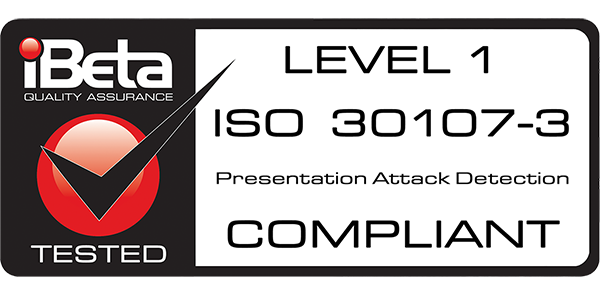 iBeta
QUALITY ASSURANCE
TESTED
LEVEL 1
ISO 30107-3
Presentation Attack Detection
COMPLIANT